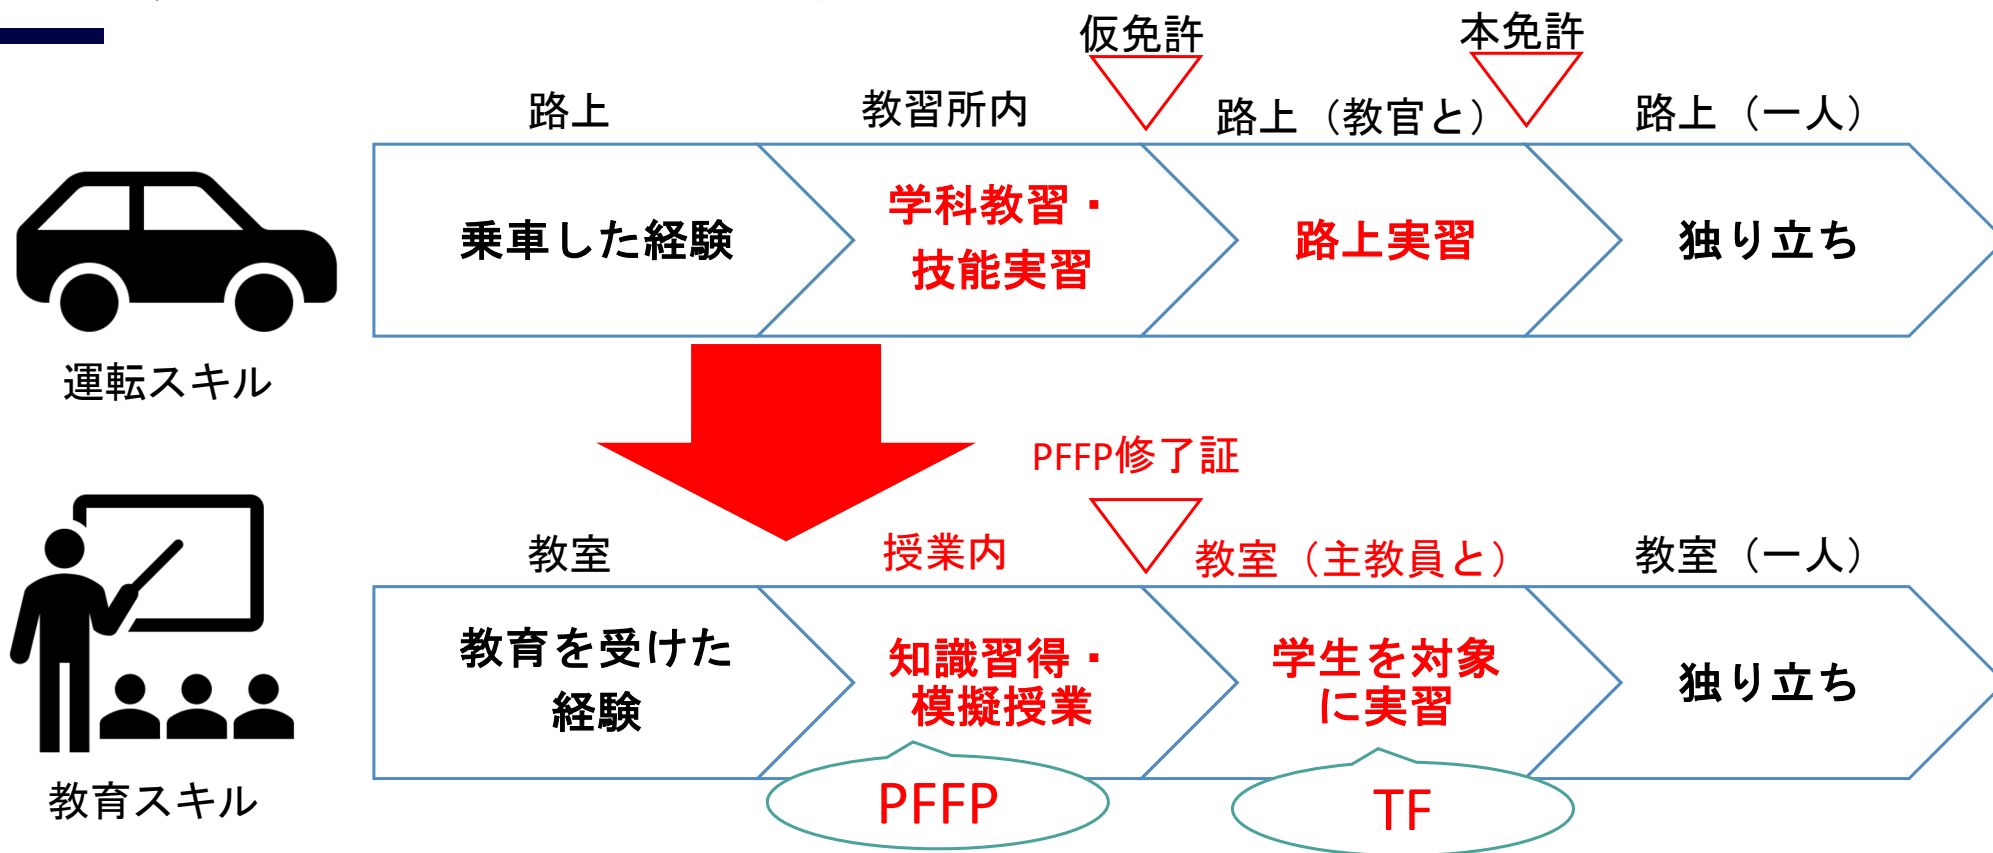 仮免許
本免許
路上
教習所内
路上（教官と）
路上（一人）
乗車した経験
学科教習・
技能実習
路上実習
独り立ち
運転スキル
PFFP修了証
教室
授業内
教室（主教員と）
教室（一人）
教育を受けた
経験
知識習得・
模擬授業
学生を対象
に実習
独り立ち
教育スキル
PFFP
TF